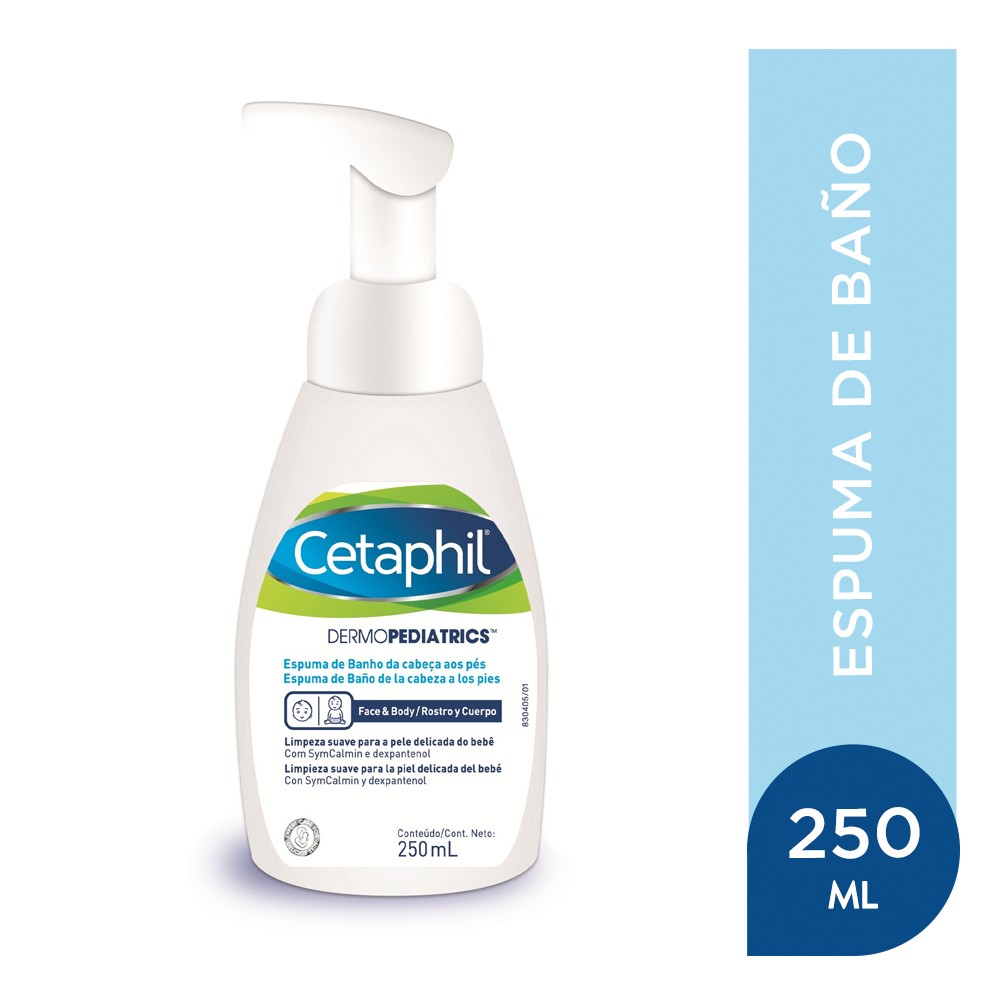 Cetaphil®
DERMOPEDIATRICS™
Espuma de Banho da cabeça aos pés
Espuma de Baño de la cabeza a los pies
Face & Body / Rostro y Cuerpo
830405/01
Limpeza suave para a pele delicada do bebê
Com SymCalmin e dexpantenol
Limpieza suave para la piel delicada del bebé
Con SymCalmin y dexpantenol
Conteúdo/Cont. Neto:
250 mL
ESPUMA DE BAÑO
250
ML